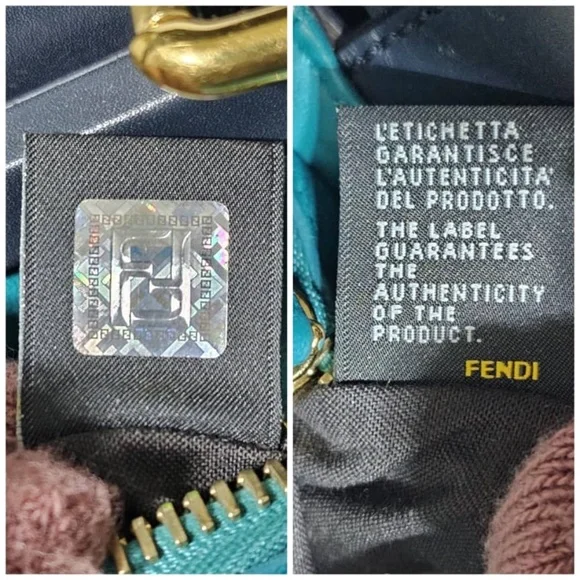 L'ETICHETTA
GARANTISCE
L'AUTENTICITA'
DEL PRODOTTO.
THE LABEL
GUARANTEES
THE
AUTHENTICITY
OF THE
PRODUCT.
FENDI